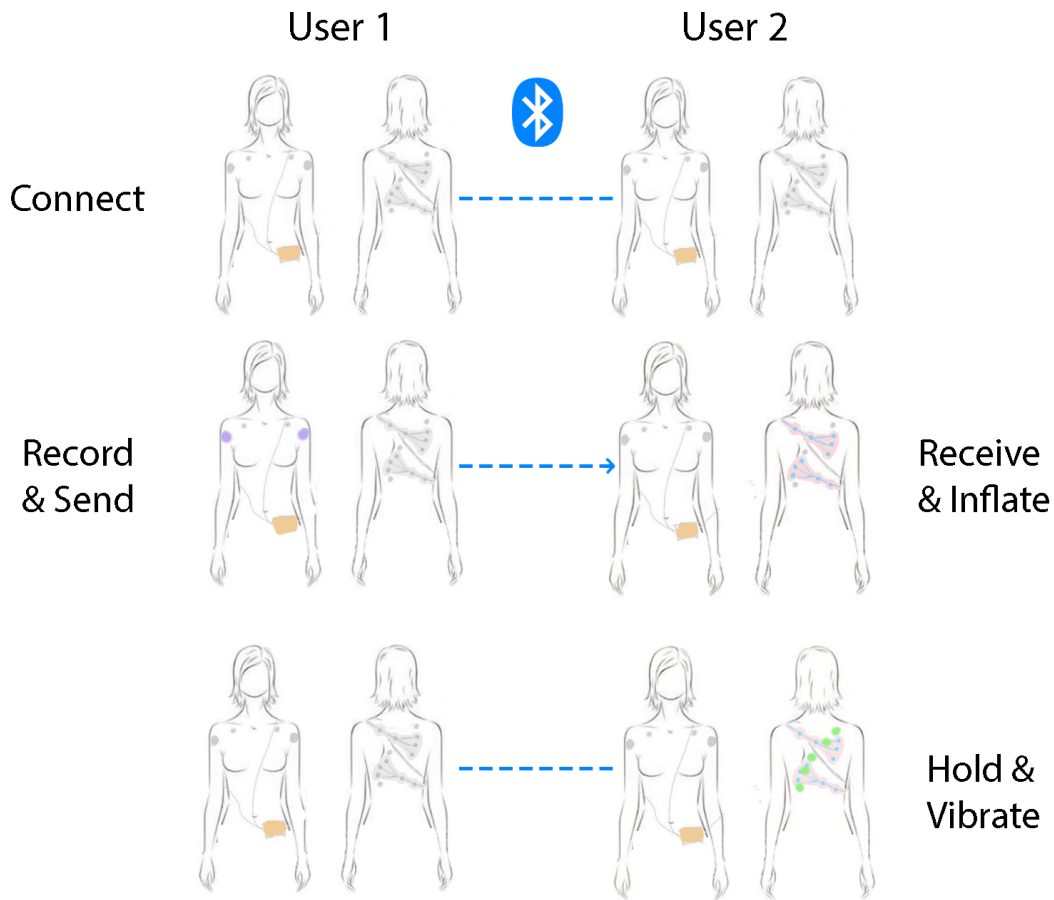 User 1
User 2
Connect
Record
& Send
Receive
& Inflate
Hold &
Vibrate